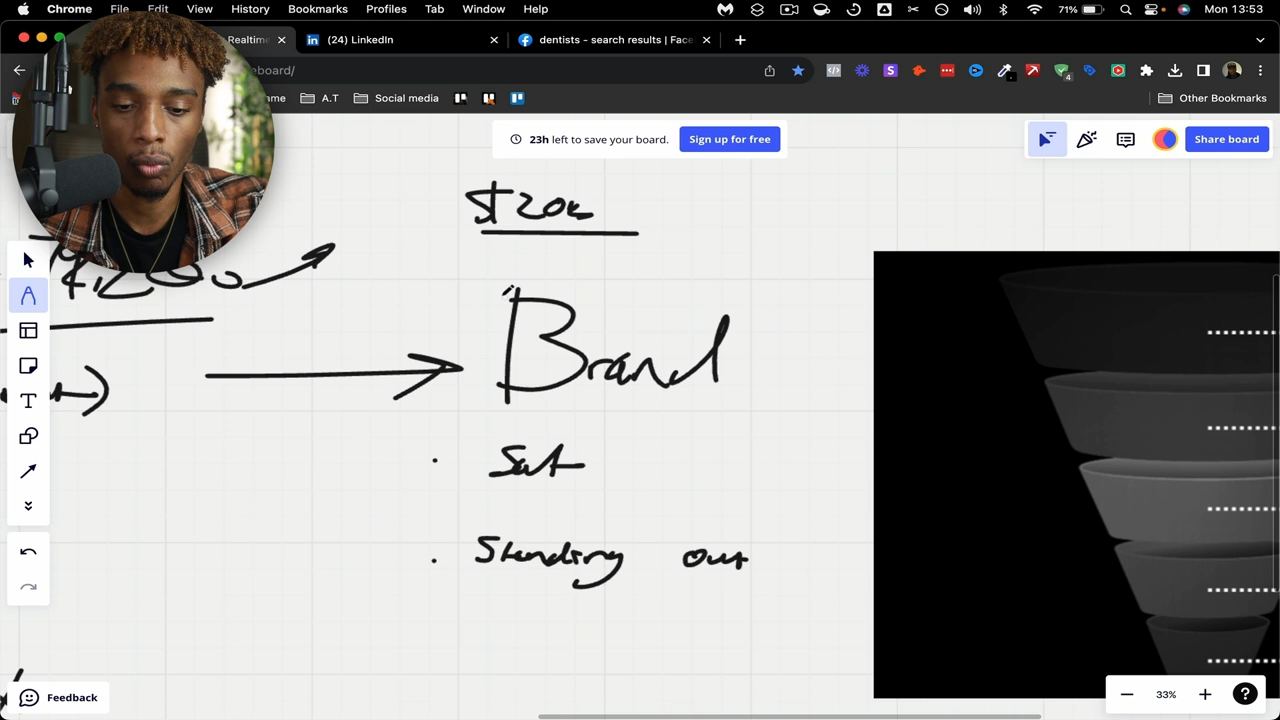 Chrome File Edit View History Bookmarks Profiles Tab Window Help 71% Mon 13:53
Realtime (24) LinkedIn dentists - search results | Face
eboard/
me A.T Social media Other Bookmarks
23h left to save your board. Sign up for free Share board
$20k
Brand
Sat
Standing out
Feedback
33%